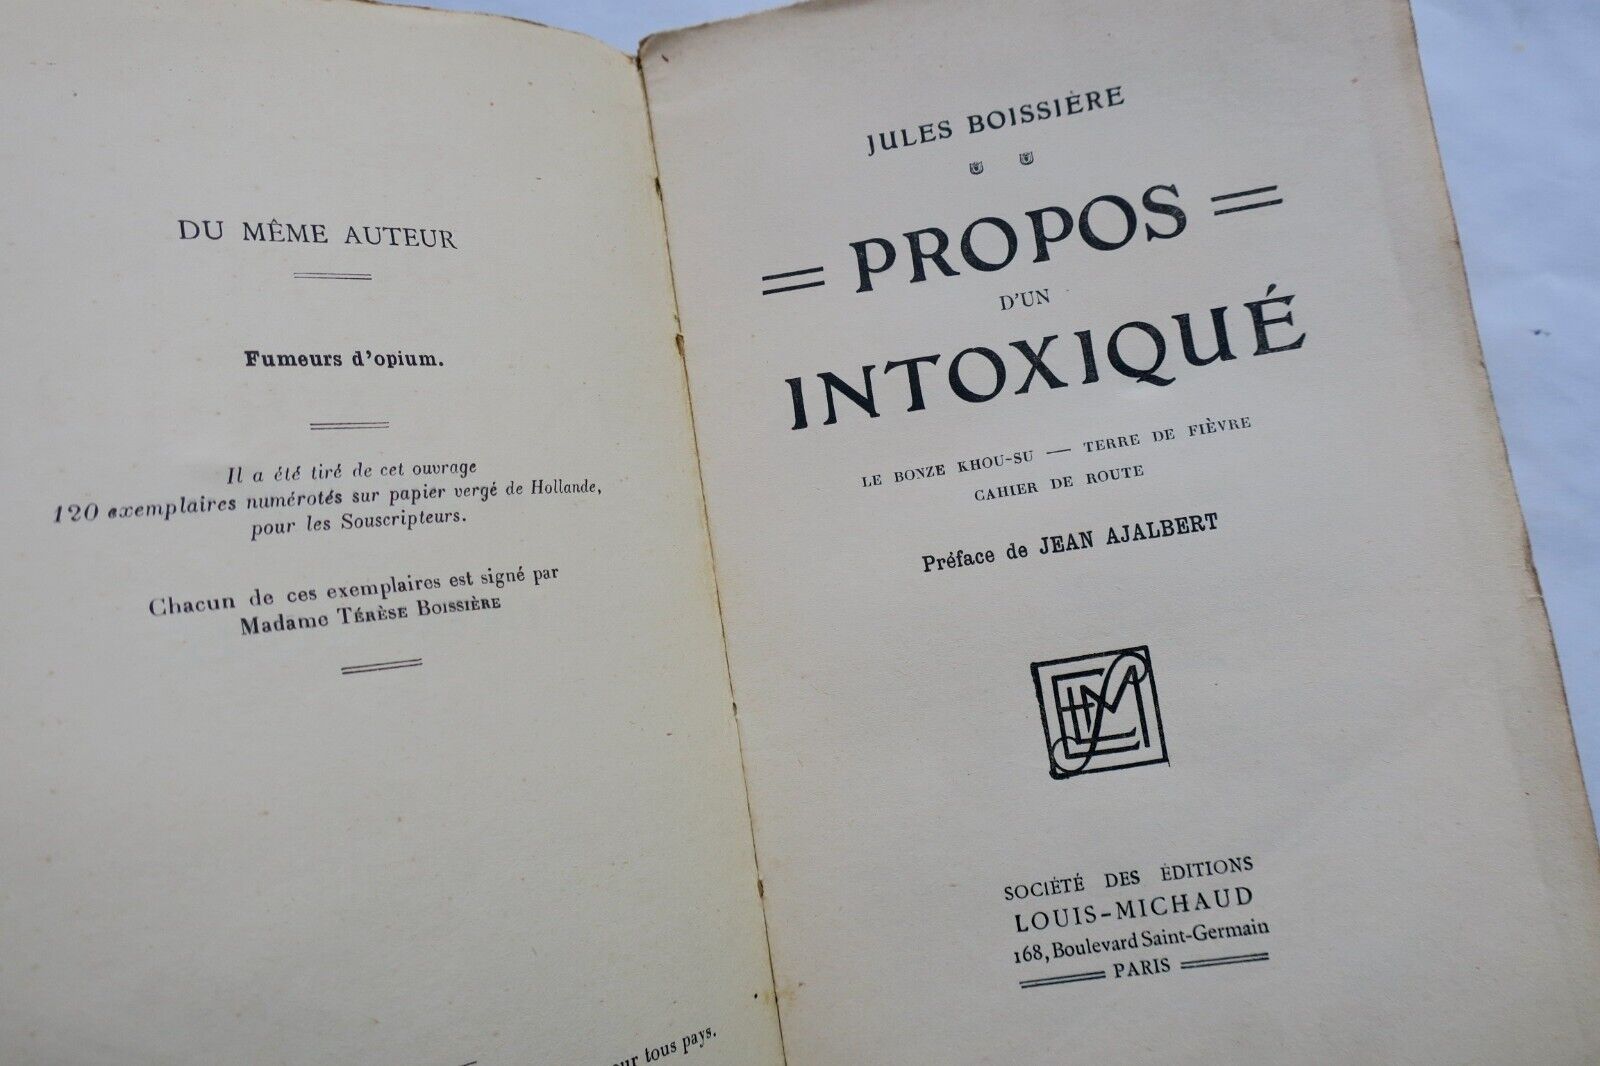 DU MÊME AUTEUR
Fumeurs d'opium.
Il a été tiré de cet ouvrage
120 exemplaires numérotés sur papier vergé de Hollande,
pour les Souscripteurs.
Chacun de ces exemplaires est signé par
Madame TÉRÈSE BOISSIÈRE
tous pays.
JULES BOISSIÈRE
PROPOS
D'UN
INTOXIQUÉ
LE BONZE KHOU-SU — TERRE DE FIÈVRE
CAHIER DE ROUTE
Préface de JEAN AJALBERT
SOCIÉTÉ DES ÉDITIONS
LOUIS-MICHAUD
168, Boulevard Saint-Germain
PARIS